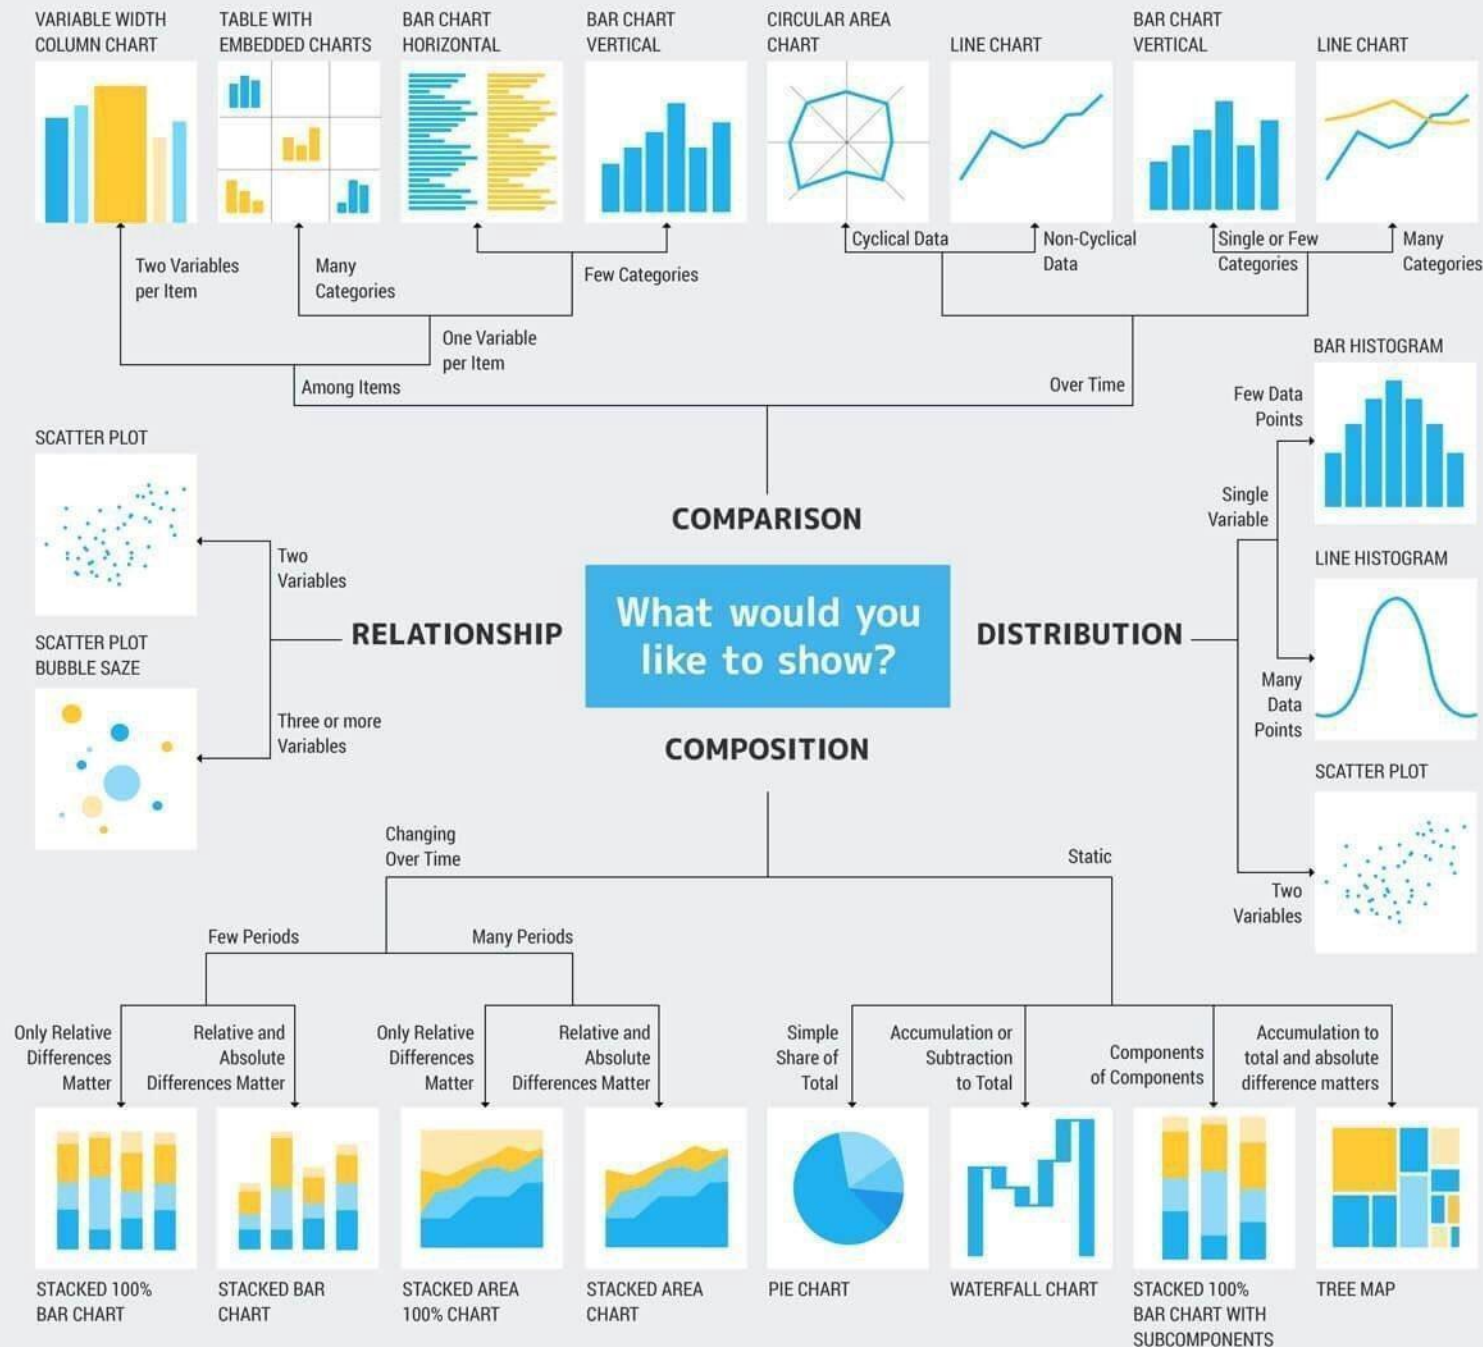 VARIABLE WIDTH
COLUMN CHART
TABLE WITH
EMBEDDED CHARTS
BAR CHART
HORIZONTAL
BAR CHART
VERTICAL
CIRCULAR AREA
CHART
LINE CHART
BAR CHART
VERTICAL
LINE CHART
Two Variables
per Item
Many
Categories
Few Categories
Cyclical Data
Non-Cyclical
Data
Single or Few
Categories
Many
Categories
One Variable
per Item
Among Items
Over Time
BAR HISTOGRAM
Few Data
Points
SCATTER PLOT
Single
Variable
COMPARISON
LINE HISTOGRAM
Two
Variables
RELATIONSHIP
What would you
like to show?
DISTRIBUTION
SCATTER PLOT
BUBBLE SAZE
Many
Data
Points
Three or more
Variables
COMPOSITION
SCATTER PLOT
Two
Variables
Changing
Over Time
Static
Few Periods
Many Periods
Only Relative
Differences
Matter
Relative and
Absolute
Differences Matter
Only Relative
Differences
Matter
Relative and
Absolute
Differences Matter
Simple
Share of
Total
Accumulation or
Subtraction
to Total
Components
of Components
Accumulation to
total and absolute
difference matters
STACKED 100%
BAR CHART
STACKED BAR
CHART
STACKED AREA
100% CHART
STACKED AREA
CHART
PIE CHART
WATERFALL CHART
STACKED 100%
BAR CHART WITH
SUBCOMPONENTS
TREE MAP